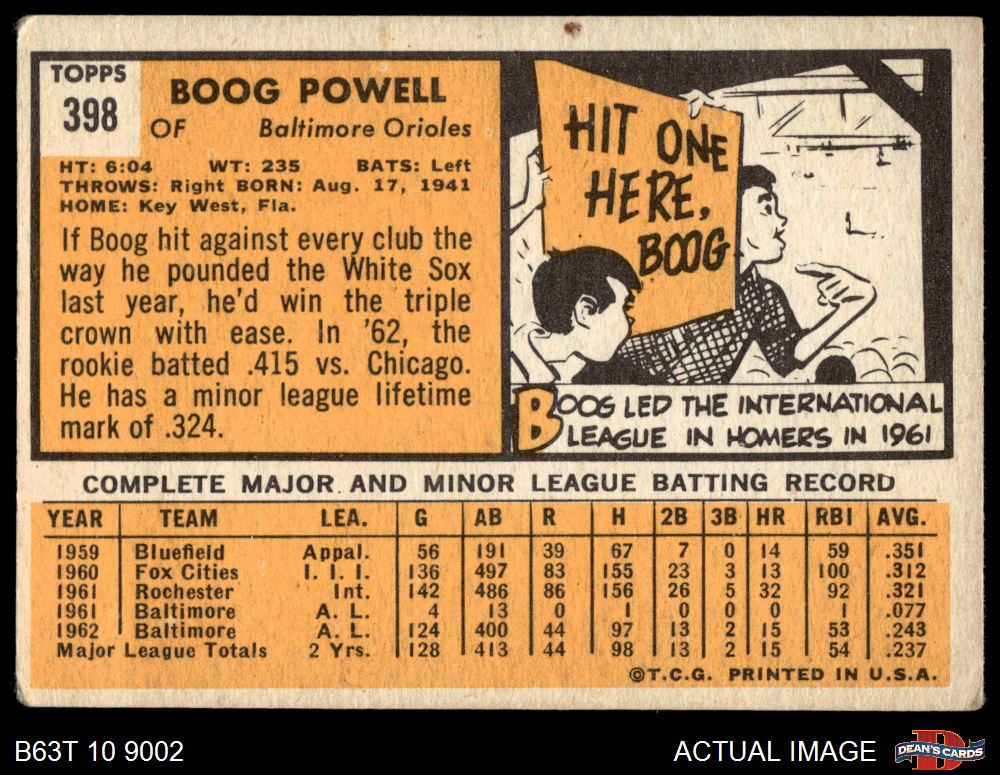 TOPPS
398
BOOG POWELL
OF Baltimore Orioles
HT: 6:04 WT: 235 BATS: Left
THROWS: Right BORN: Aug. 17, 1941
HOME: Key West, Fla.
If Boog hit against every club the
way he pounded the White Sox
last year, he'd win the triple
crown with ease. In '62, the
rookie batted .415 vs. Chicago.
He has a minor league lifetime
mark of .324.
HIT ONE
HERE,
BOOG
BOOG LED THE INTERNATIONAL
LEAGUE IN HOMERS IN 1961
COMPLETE MAJOR AND MINOR LEAGUE BATTING RECORD
YEAR TEAM LEA. G AB R H 2B 3B HR RBI AVG.
1959 Bluefield Appal. 56 191 39 67 7 0 14 59 .351
1960 Fox Cities I. I. I. 136 497 83 155 23 3 13 100 .312
1961 Rochester Int. 142 486 86 156 26 5 32 92 .321
1961 Baltimore A. L. 4 13 0 1 0 0 0 1 .077
1962 Baltimore A. L. 124 400 44 97 13 2 15 53 .243
Major League Totals 2 Yrs. 128 413 44 98 13 2 15 54 .237
©T.C.G. PRINTED IN U.S.A.
B63T 10 9002
ACTUAL IMAGE
D
DEAN'S CARDS